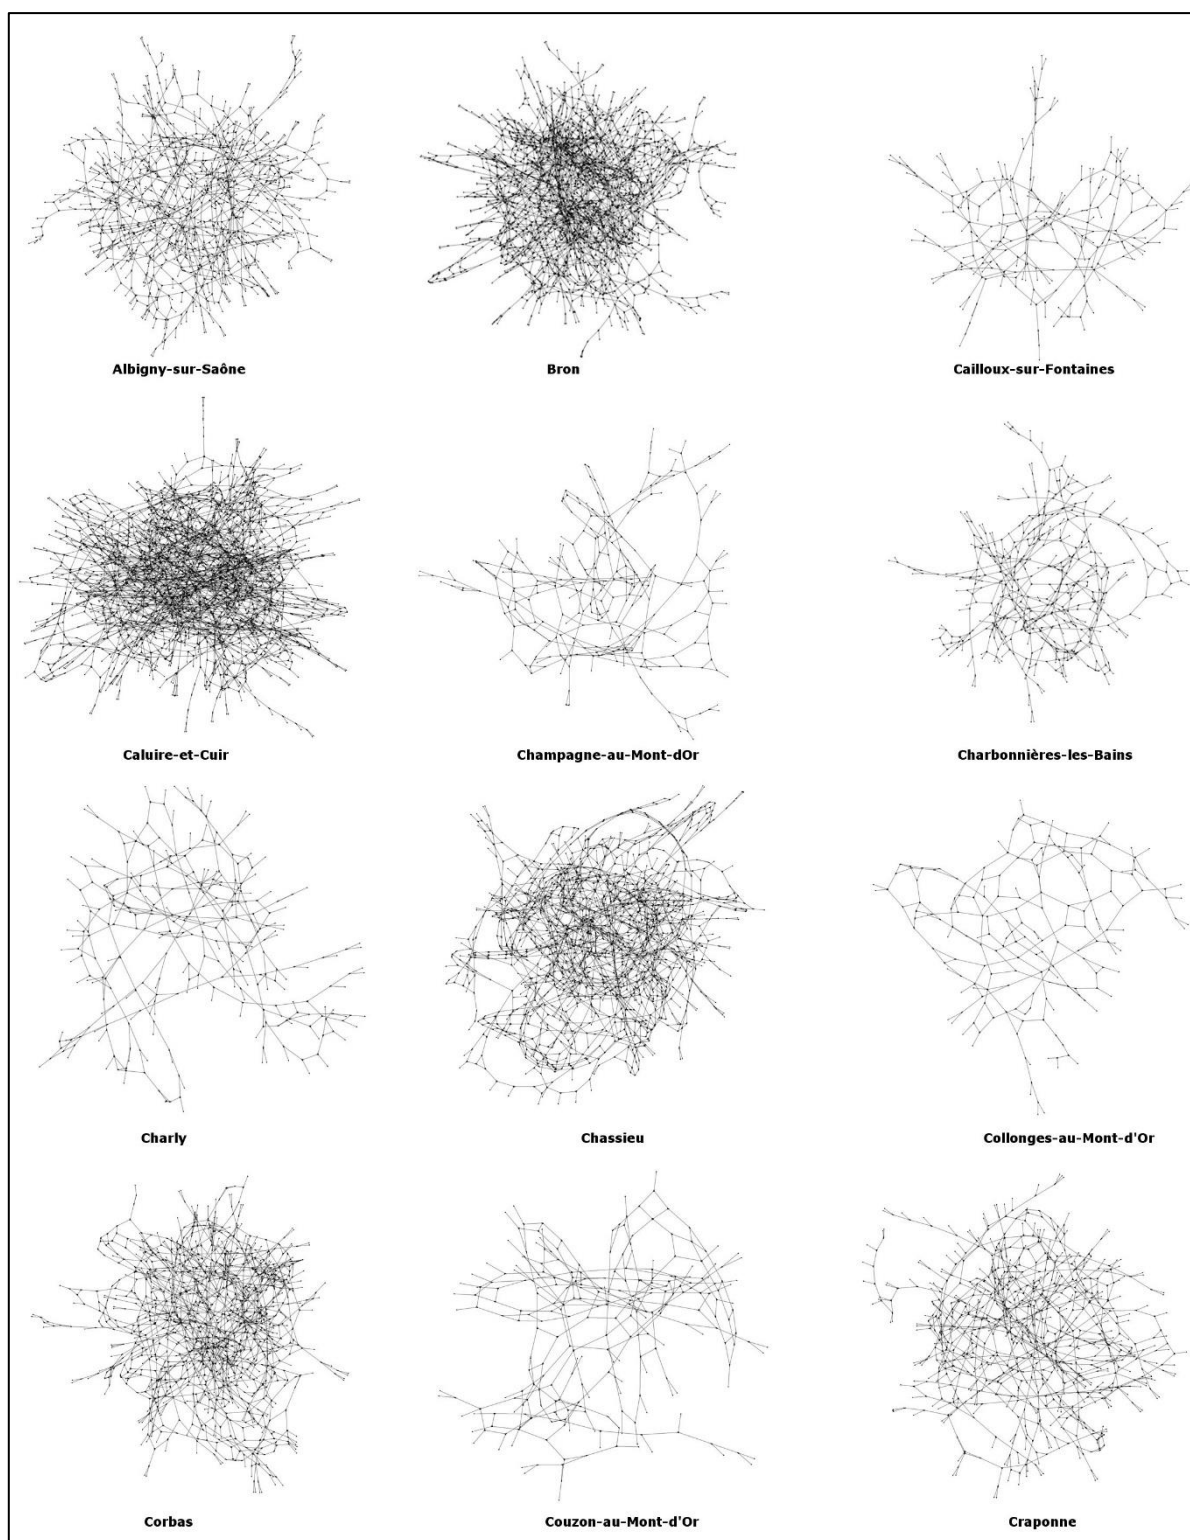 Albigny-sur-Saône
Bron
Cailloux-sur-Fontaines
Caluire-et-Cuir
Champagne-au-Mont-dOr
Charbonnières-les-Bains
Charly
Chassieu
Collonges-au-Mont-d'Or
Corbas
Couzon-au-Mont-d'Or
Craponne